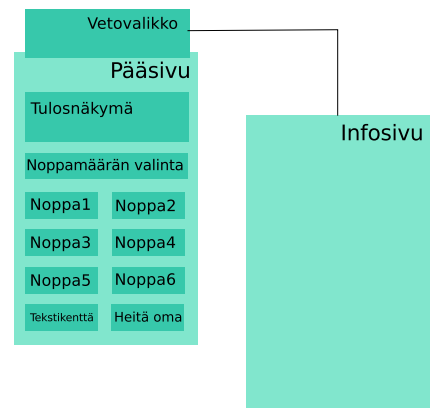 Vetovalikko
Pääsivu
Tulosnäkymä
Noppamäärän valinta
Noppa1
Noppa2
Noppa3
Noppa4
Noppa5
Noppa6
Tekstikenttä
Heitä oma
Infosivu